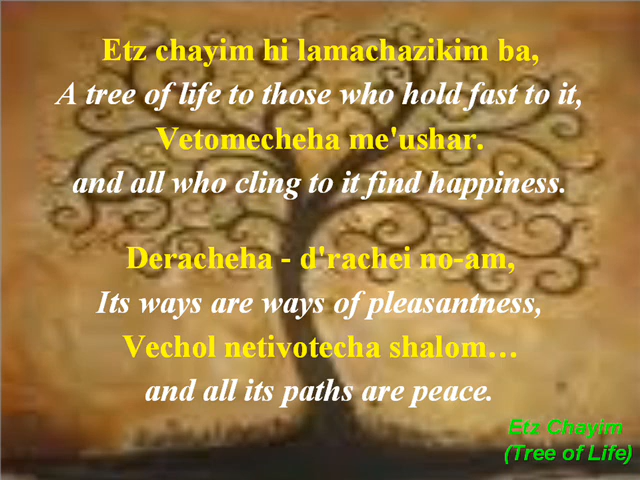 Etz chayim hi lamachazikim ba,
A tree of life to those who hold fast to it,
Vetomecheha me'ushar.
and all who cling to it find happiness.
Deracheha - d'rachei no-am,
Its ways are ways of pleasantness,
Vechol netivotecha shalom…
and all its paths are peace.
Etz Chayim
(Tree of Life)